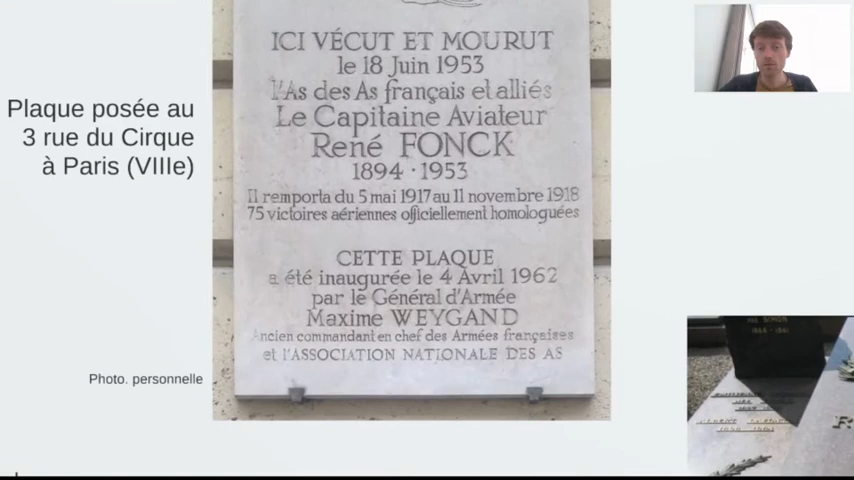 Plaque posée au
3 rue du Cirque
à Paris (VIIIe)
ICI VÉCUT ET MOURUT
le 18 Juin 1953
l'As des As français et alliés
Le Capitaine Aviateur
René FONCK
1894 · 1953
Il remporta du 5 mai 1917 au 11 novembre 1918
75 victoires aériennes officiellement homologuées
CETTE PLAQUE
a été inaugurée le 4 Avril 1962
par le Général d'Armée
Maxime WEYGAND
Ancien commandant en chef des Armées françaises
et l'ASSOCIATION NATIONALE DES AS
Photo. personnelle
SIMON
ALBERT
R